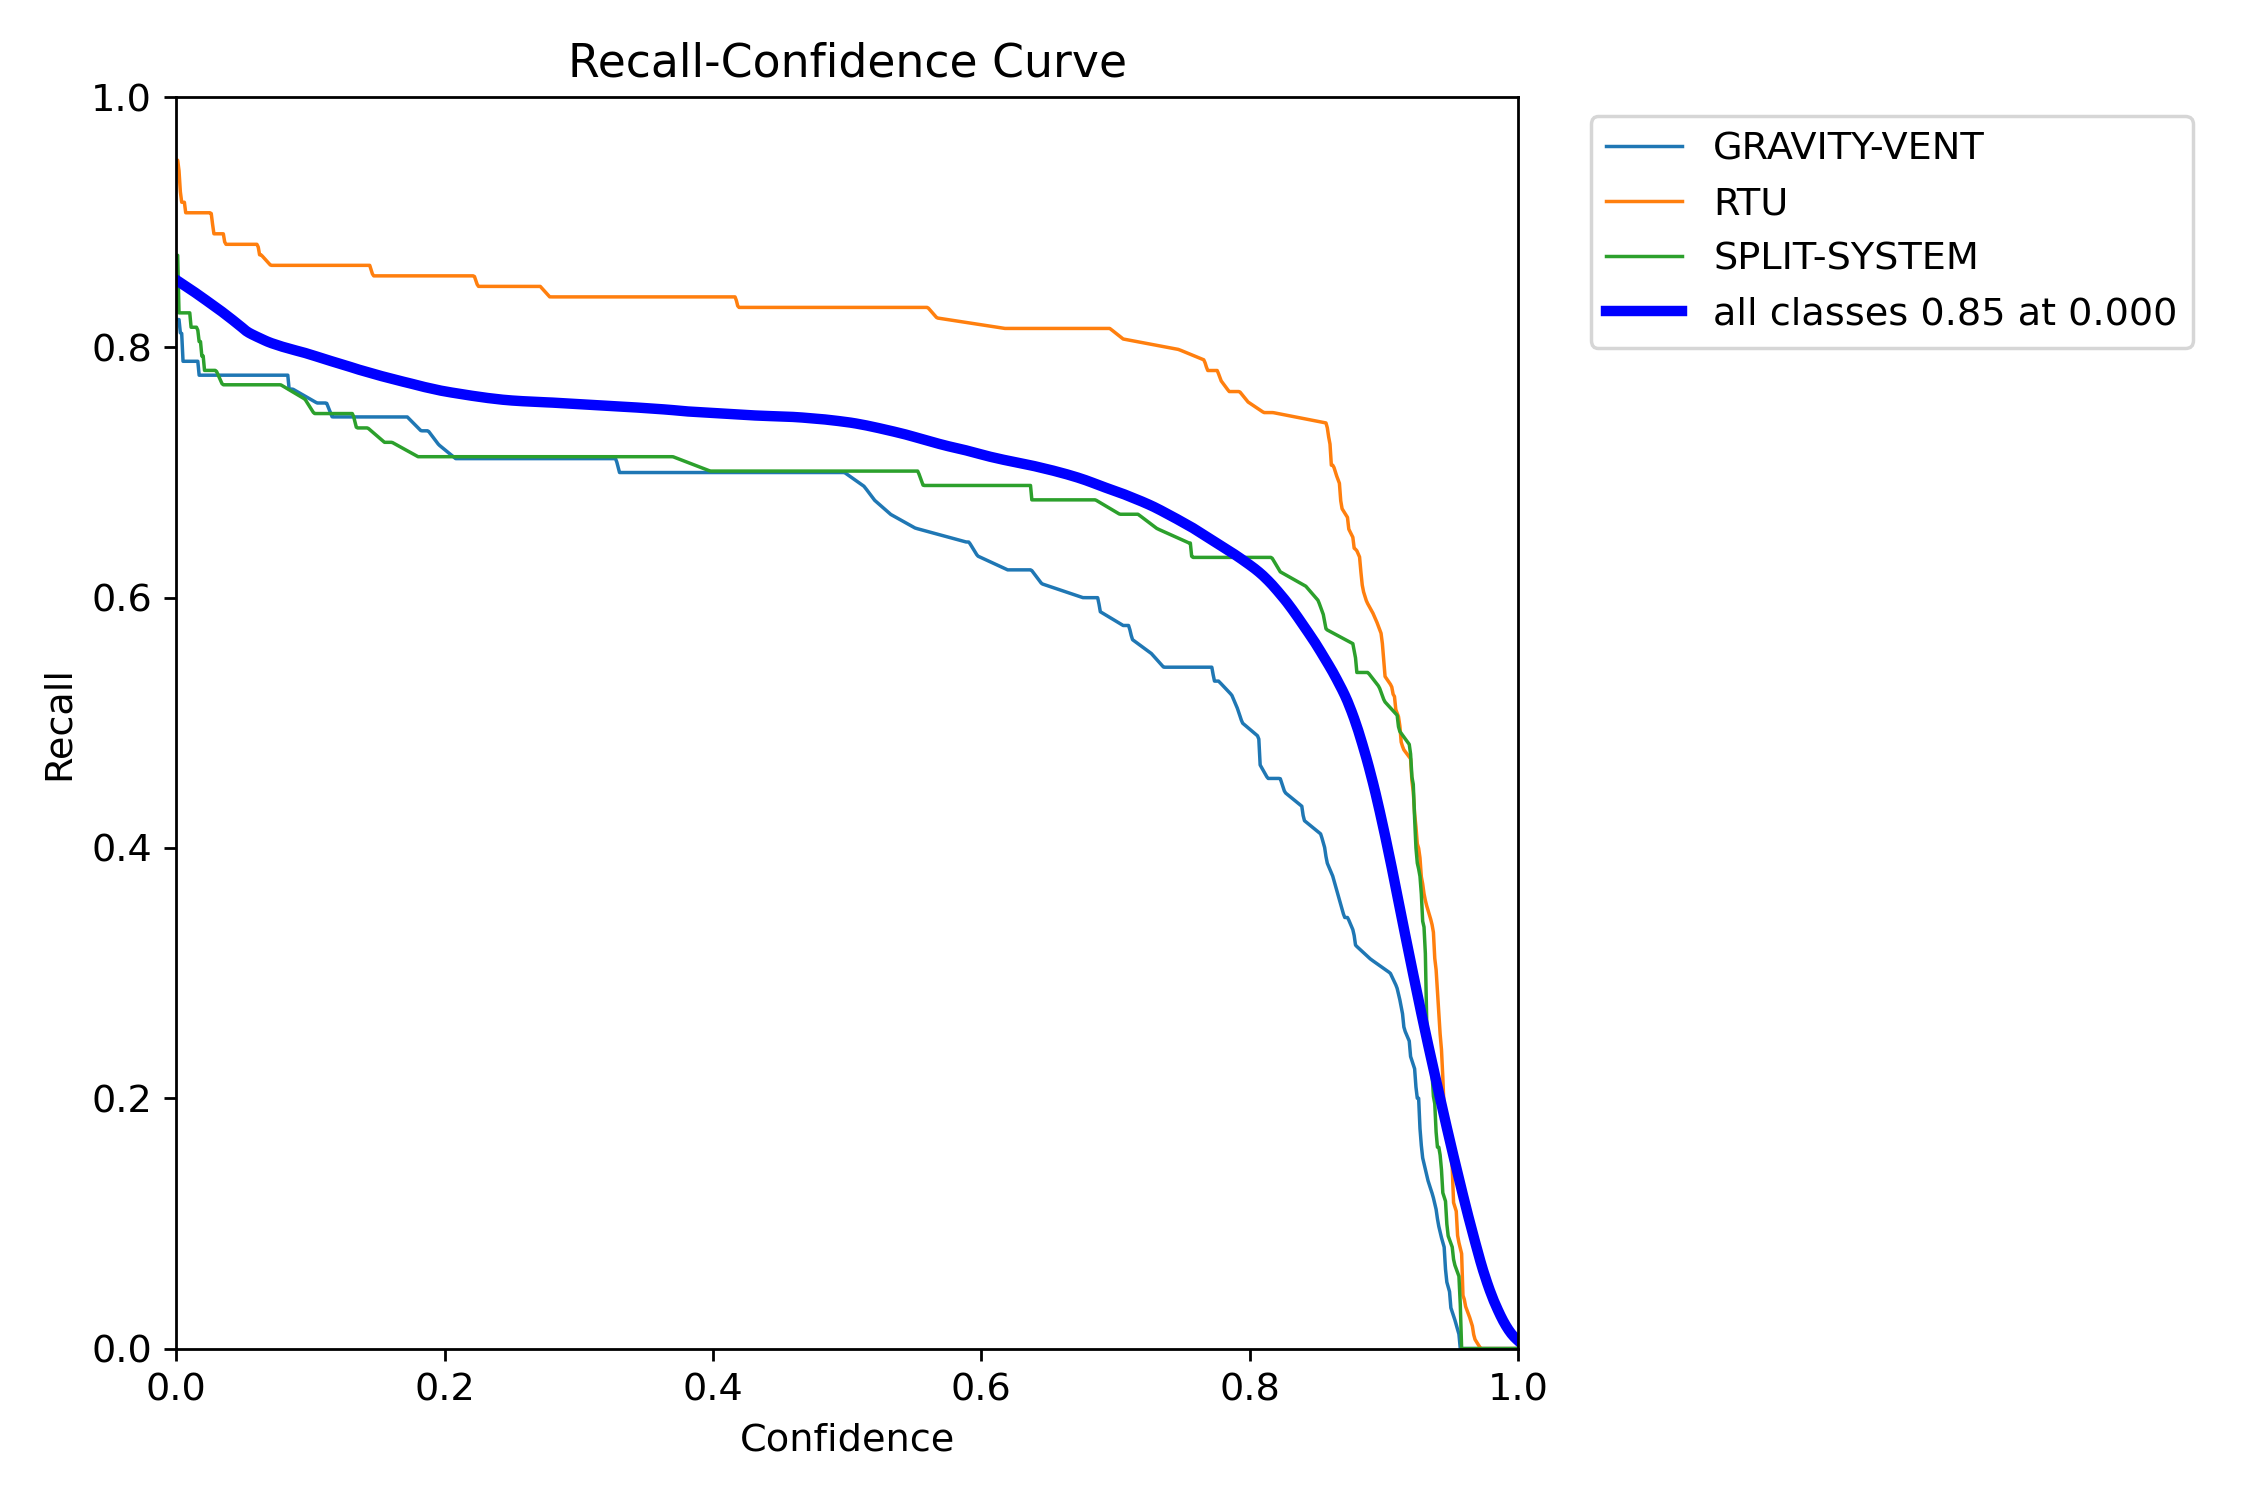 Recall-Confidence Curve
GRAVITY-VENT
RTU
SPLIT-SYSTEM
all classes 0.85 at 0.000
1.0
0.8
0.6
0.4
0.2
0.0
Recall
0.0 0.2 0.4 0.6 0.8 1.0
Confidence